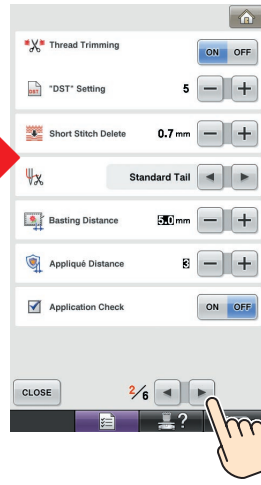 Thread Trimming ON OFF
DST "DST" Setting 5 − +
Short Stitch Delete 0.7 mm − +
Standard Tail
Basting Distance 5.0 mm − +
Appliqué Distance 3 − +
Application Check ON OFF
CLOSE 2/6
?